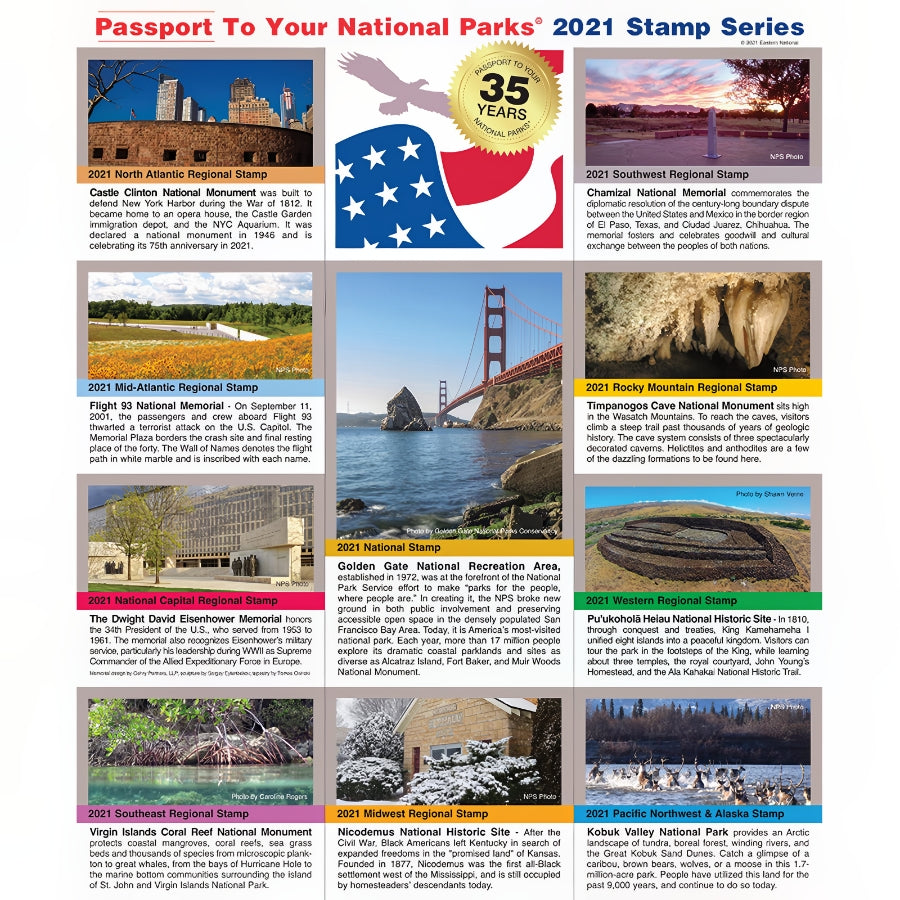 Passport To Your National Parks® 2021 Stamp Series
© 2021 Eastern National
2021 North Atlantic Regional Stamp
Castle Clinton National Monument was built to
defend New York Harbor during the War of 1812. It
became home to an opera house, the Castle Garden
immigration depot, and the NYC Aquarium. It was
declared a national monument in 1946 and is
celebrating its 75th anniversary in 2021.
PASSPORT TO YOUR
35
YEARS
NATIONAL PARKS®
NPS Photo
2021 Southwest Regional Stamp
Chamizal National Memorial commemorates the
diplomatic resolution of the century-long boundary dispute
between the United States and Mexico in the border region
of El Paso, Texas, and Ciudad Juarez, Chihuahua. The
memorial fosters and celebrates goodwill and cultural
exchange between the peoples of both nations.
NPS Photo
2021 Mid-Atlantic Regional Stamp
Flight 93 National Memorial - On September 11,
2001, the passengers and crew aboard Flight 93
thwarted a terrorist attack on the U.S. Capitol. The
Memorial Plaza borders the crash site and final resting
place of the forty. The Wall of Names denotes the flight
path in white marble and is inscribed with each name.
Photo by Golden Gate National Parks Conservancy
2021 National Stamp
Golden Gate National Recreation Area,
established in 1972, was at the forefront of the National
Park Service effort to make “parks for the people,
where people are.” In creating it, the NPS broke new
ground in both public involvement and preserving
accessible open space in the densely populated San
Francisco Bay Area. Today, it is America's most-visited
national park. Each year, more than 17 million people
explore its dramatic coastal parklands and sites as
diverse as Alcatraz Island, Fort Baker, and Muir Woods
National Monument.
NPS Photo
2021 Rocky Mountain Regional Stamp
Timpanogos Cave National Monument sits high
in the Wasatch Mountains. To reach the caves, visitors
climb a steep trail past thousands of years of geologic
history. The cave system consists of three spectacularly
decorated caverns. Helictites and anthodites are a few
of the dazzling formations to be found here.
NPS Photo
2021 National Capital Regional Stamp
The Dwight David Eisenhower Memorial honors
the 34th President of the U.S., who served from 1953 to
1961. The memorial also recognizes Eisenhower's military
service, particularly his leadership during WWII as Supreme
Commander of the Allied Expeditionary Force in Europe.
Memorial design by Gehry Partners, LLP, sculpture by Sergey Eylanbekov, tapestry by Tomas Osinski
Photo by Shawn Verne
2021 Western Regional Stamp
Pu'ukoholā Heiau National Historic Site - In 1810,
through conquest and treaties, King Kamehameha I
unified eight islands into a peaceful kingdom. Visitors can
tour the park in the footsteps of the King, while learning
about three temples, the royal courtyard, John Young's
Homestead, and the Ala Kahakai National Historic Trail.
Photo by Caroline Rogers
2021 Southeast Regional Stamp
Virgin Islands Coral Reef National Monument
protects coastal mangroves, coral reefs, sea grass
beds and thousands of species from microscopic plank-
ton to great whales, from the bays of Hurricane Hole to
the marine bottom communities surrounding the island
of St. John and Virgin Islands National Park.
NPS Photo
2021 Midwest Regional Stamp
Nicodemus National Historic Site - After the
Civil War, Black Americans left Kentucky in search of
expanded freedoms in the “promised land” of Kansas.
Founded in 1877, Nicodemus was the first all-Black
settlement west of the Mississippi, and is still occupied
by homesteaders' descendants today.
NPS Photo
2021 Pacific Northwest & Alaska Stamp
Kobuk Valley National Park provides an Arctic
landscape of tundra, boreal forest, winding rivers, and
the Great Kobuk Sand Dunes. Catch a glimpse of a
caribou, brown bears, wolves, or a moose in this 1.7-
million-acre park. People have utilized this land for the
past 9,000 years, and continue to do so today.